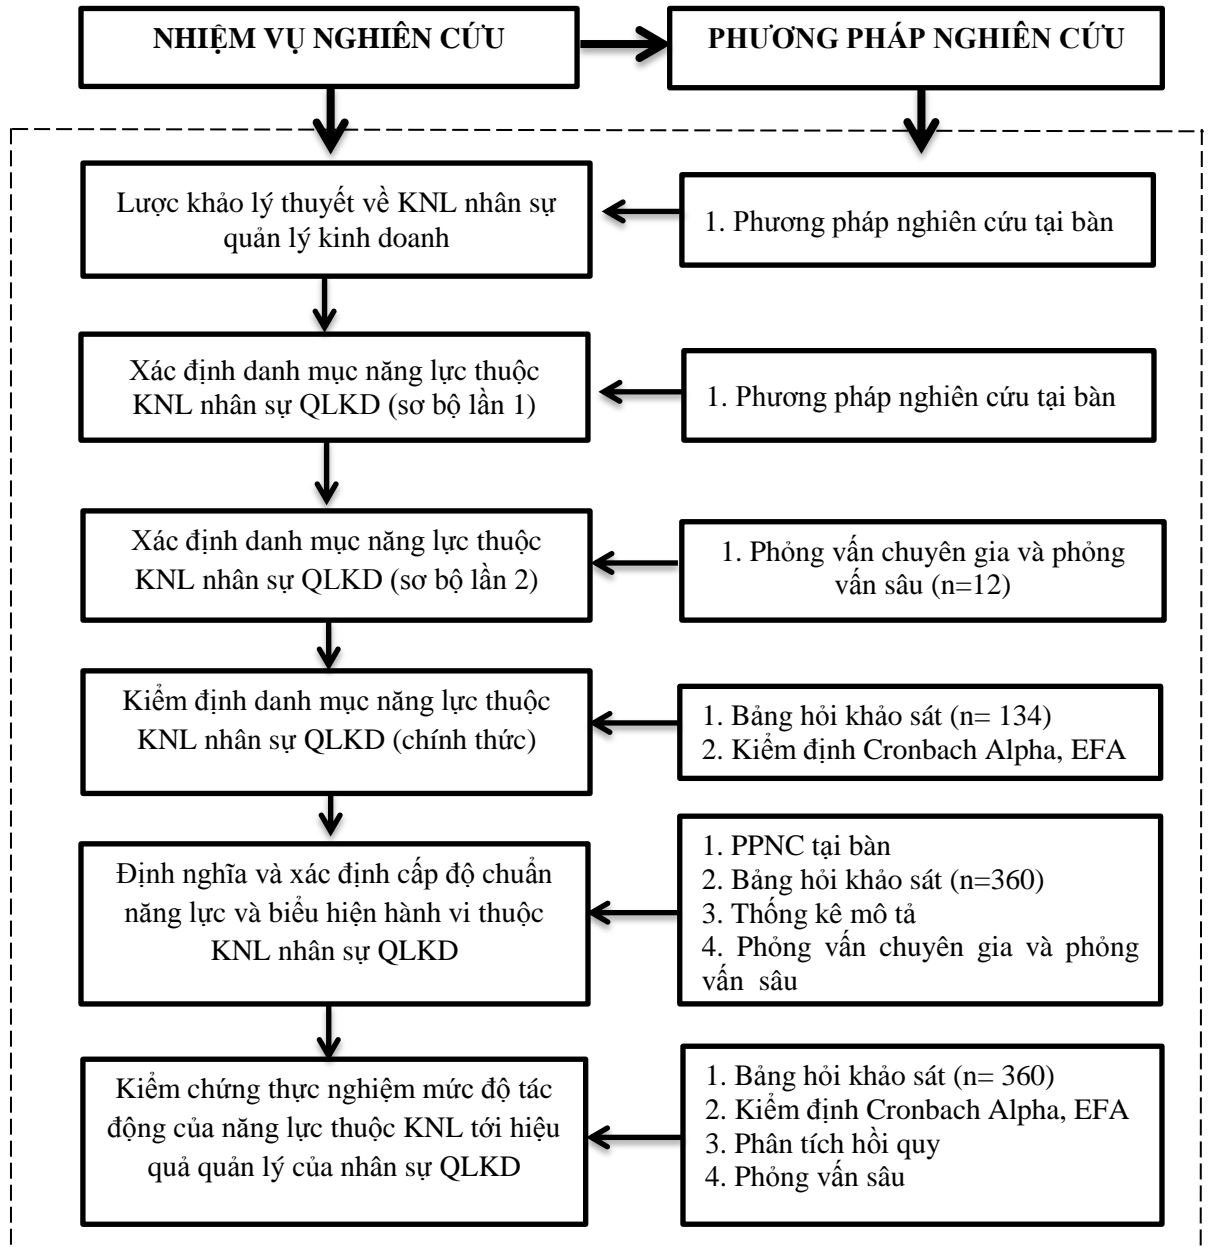 NHIỆM VỤ NGHIÊN CỨU
PHƯƠNG PHÁP NGHIÊN CỨU
Lược khảo lý thuyết về KNL nhân sự
quản lý kinh doanh
1. Phương pháp nghiên cứu tại bàn
Xác định danh mục năng lực thuộc
KNL nhân sự QLKD (sơ bộ lần 1)
1. Phương pháp nghiên cứu tại bàn
Xác định danh mục năng lực thuộc
KNL nhân sự QLKD (sơ bộ lần 2)
1. Phỏng vấn chuyên gia và phỏng
vấn sâu (n=12)
Kiểm định danh mục năng lực thuộc
KNL nhân sự QLKD (chính thức)
1. Bảng hỏi khảo sát (n= 134)
2. Kiểm định Cronbach Alpha, EFA
Định nghĩa và xác định cấp độ chuẩn
năng lực và biểu hiện hành vi thuộc
KNL nhân sự QLKD
1. PPNC tại bàn
2. Bảng hỏi khảo sát (n=360)
3. Thống kê mô tả
4. Phỏng vấn chuyên gia và phỏng
vấn sâu
Kiểm chứng thực nghiệm mức độ tác
động của năng lực thuộc KNL tới hiệu
quả quản lý của nhân sự QLKD
1. Bảng hỏi khảo sát (n= 360)
2. Kiểm định Cronbach Alpha, EFA
3. Phân tích hồi quy
4. Phỏng vấn sâu